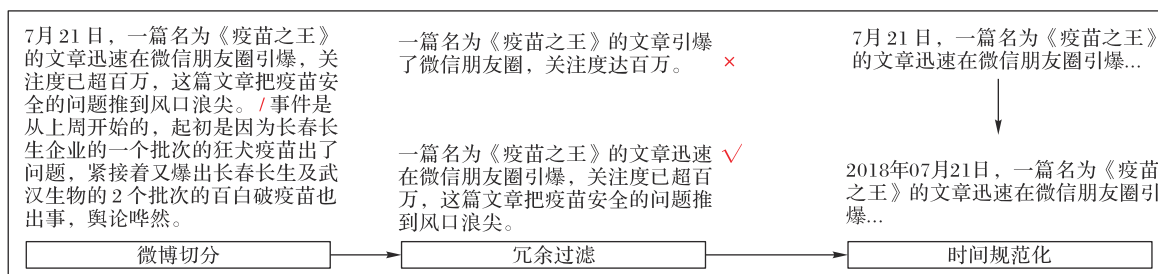 7月21日，一篇名为《疫苗之王》
的文章迅速在微信朋友圈引爆，关
注度已超百万，这篇文章把疫苗安
全的问题推到风口浪尖。/事件是
从上周开始的，起初是因为长春长
生企业的一个批次的狂犬疫苗出了
问题，紧接着又爆出长春长生及武
汉生物的2个批次的百白破疫苗也
出事，舆论哗然。
微博切分
一篇名为《疫苗之王》的文章引爆
了微信朋友圈，关注度达百万。 ×
一篇名为《疫苗之王》的文章迅速 √
在微信朋友圈引爆，关注度已超百
万，这篇文章把疫苗安全的问题推
到风口浪尖。
冗余过滤
7月21日，一篇名为《疫苗之王》
的文章迅速在微信朋友圈引爆...
2018年07月21日，一篇名为《疫苗
之王》的文章迅速在微信朋友圈引
爆...
时间规范化